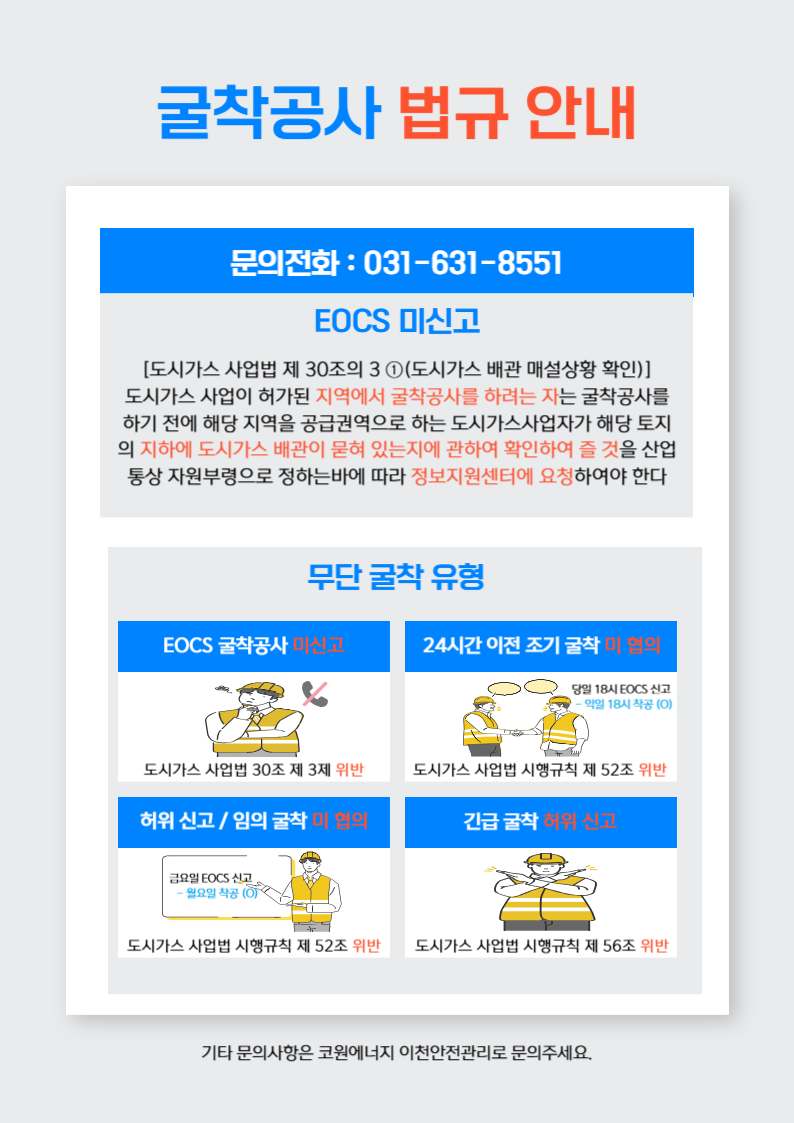 굴착공사 법규 안내
문의전화 : 031-631-8551
EOCS 미신고
[도시가스 사업법 제 30조의 3 ①(도시가스 배관 매설상황 확인)]
도시가스 사업이 허가된 지역에서 굴착공사를 하려는 자는 굴착공사를
하기 전에 해당 지역을 공급권역으로 하는 도시가스사업자가 해당 토지
의 지하에 도시가스 배관이 묻혀 있는지에 관하여 확인하여 줄 것을 산업
통상 자원부령으로 정하는바에 따라 정보지원센터에 요청하여야 한다
무단 굴착 유형
EOCS 굴착공사 미신고
도시가스 사업법 30조 제 3제 위반
24시간 이전 조기 굴착 미 협의
당일 18시 EOCS 신고
- 익일 18시 착공 (O)
도시가스 사업법 시행규칙 제 52조 위반
허위 신고 / 임의 굴착 미 협의
금요일 EOCS 신고
- 월요일 착공 (O)
도시가스 사업법 시행규칙 제 52조 위반
긴급 굴착 허위 신고
도시가스 사업법 시행규칙 제 56조 위반
기타 문의사항은 코원에너지 이천안전관리로 문의주세요.